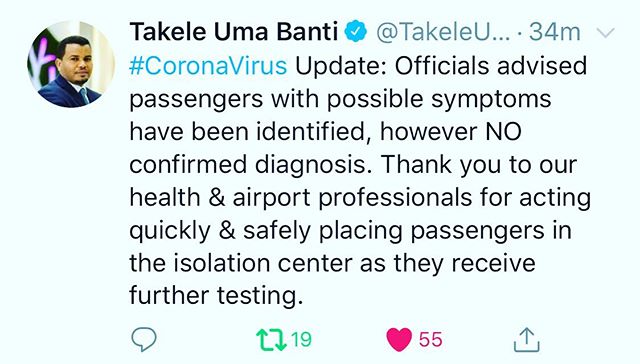 Takele Uma Banti @TakeleU... · 34m
#CoronaVirus Update: Officials advised
passengers with possible symptoms
have been identified, however NO
confirmed diagnosis. Thank you to our
health & airport professionals for acting
quickly & safely placing passengers in
the isolation center as they receive
further testing.
19 55